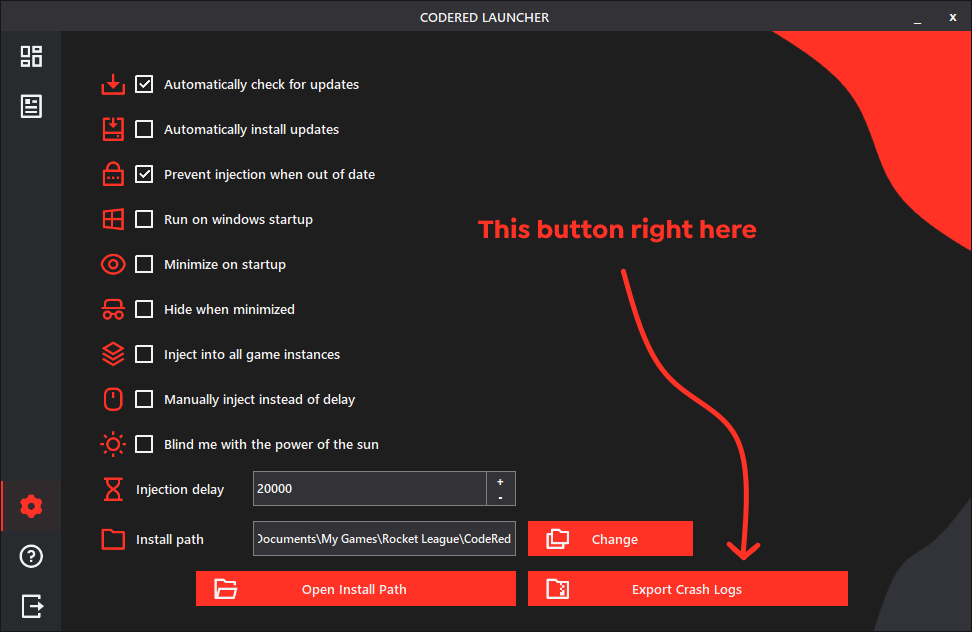 CODERED LAUNCHER
_ x
Automatically check for updates
Automatically install updates
Prevent injection when out of date
Run on windows startup
This button right here
Minimize on startup
Hide when minimized
Inject into all game instances
Manually inject instead of delay
Blind me with the power of the sun
Injection delay 20000 + -
Install path Documents\My Games\Rocket League\CodeRed Change
Open Install Path Export Crash Logs